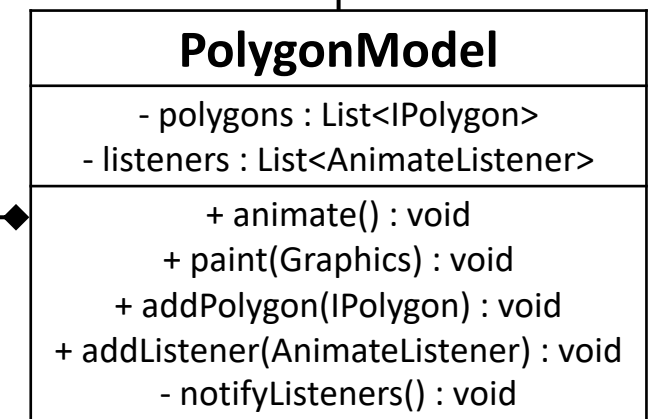 PolygonModel
- polygons : List<IPolygon>
- listeners : List<AnimateListener>
+ animate() : void
+ paint(Graphics) : void
+ addPolygon(IPolygon) : void
+ addListener(AnimateListener) : void
- notifyListeners() : void